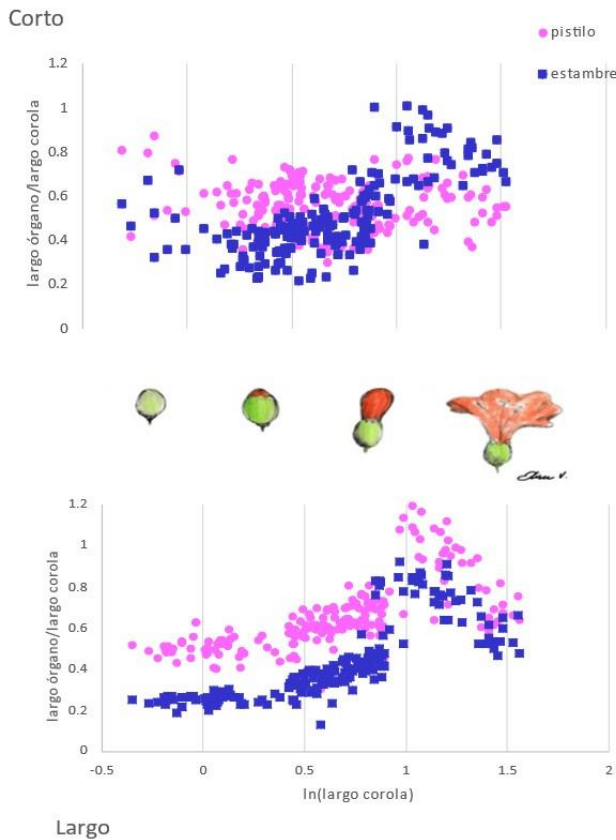 Corto
pistilo
estambre
largo órgano/largo corola
1.2
1
0.8
0.6
0.4
0.2
0
largo órgano/largo corola
1.2
1
0.8
0.6
0.4
0.2
0
-0.5 0 0.5 1 1.5 2
ln(largo corola)
Largo